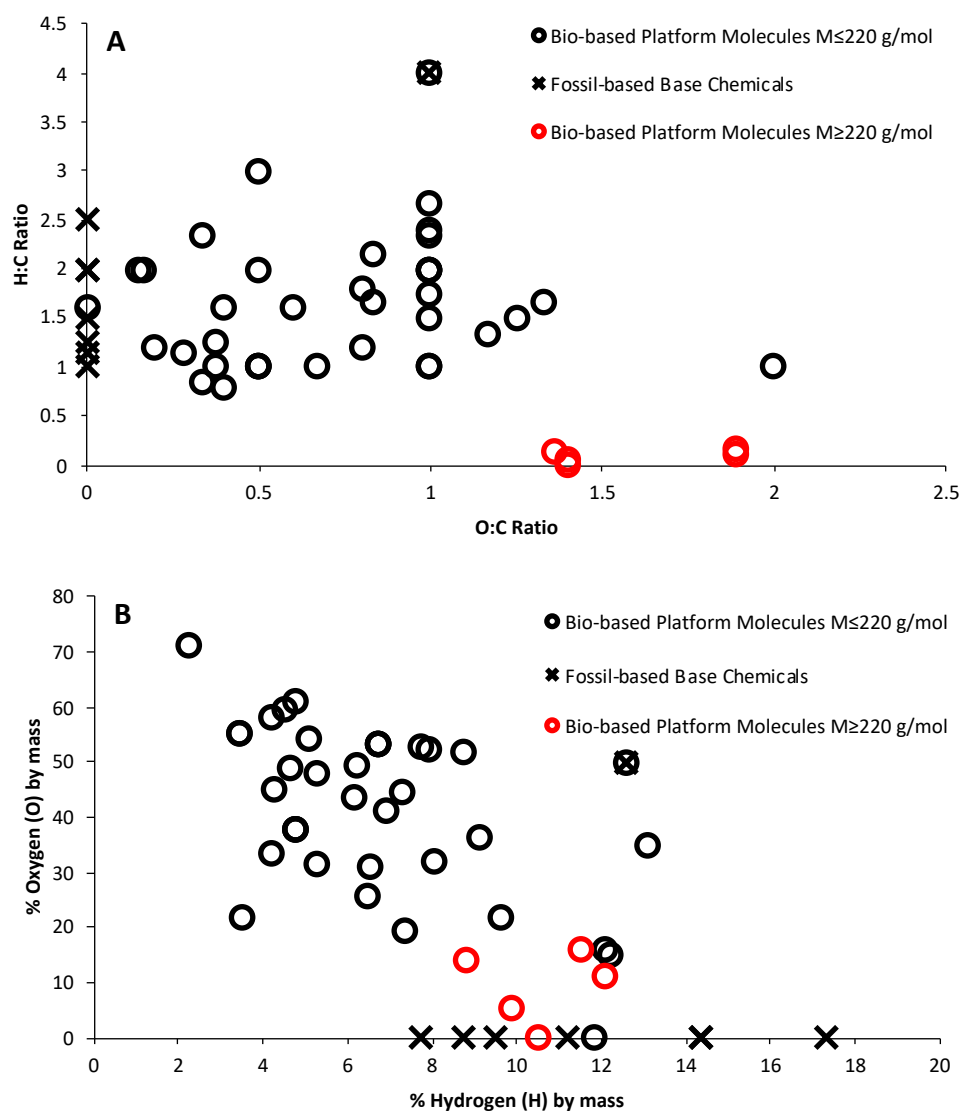 A
Bio-based Platform Molecules M≤220 g/mol
Fossil-based Base Chemicals
Bio-based Platform Molecules M≥220 g/mol
4.5
4
3.5
3
2.5
2
1.5
1
0.5
0
H:C Ratio
0 0.5 1 1.5 2 2.5
O:C Ratio
B
Bio-based Platform Molecules M≤220 g/mol
Fossil-based Base Chemicals
Bio-based Platform Molecules M≥220 g/mol
80
70
60
50
40
30
20
10
0
% Oxygen (O) by mass
0 2 4 6 8 10 12 14 16 18 20
% Hydrogen (H) by mass